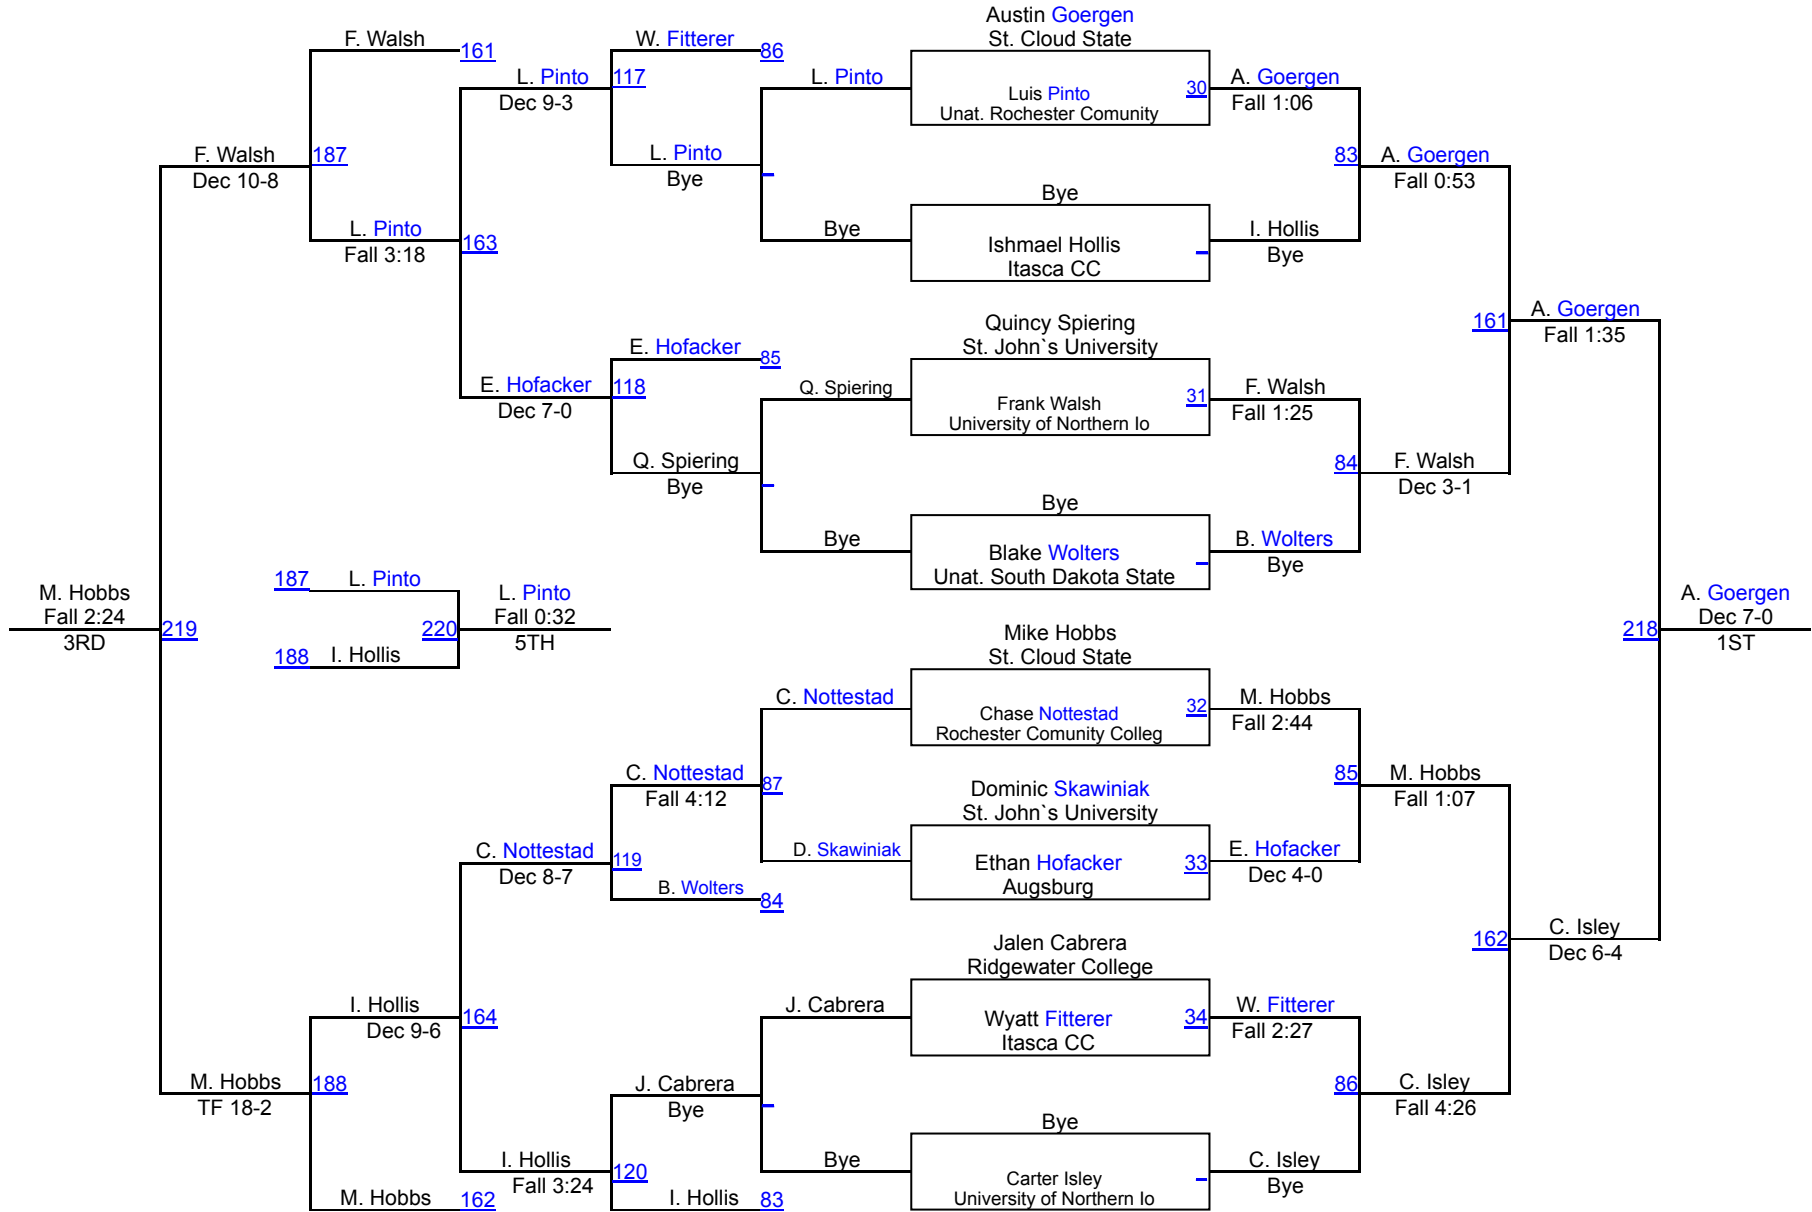 Austin Goergen
St. Cloud State
F. Walsh
161
W. Fitterer
86
L. Pinto
Dec 9-3
117
L. Pinto
Luis Pinto
Unat. Rochester Comunity
30
A. Goergen
Fall 1:06
F. Walsh
Dec 10-8
187
L. Pinto
Bye
83
A. Goergen
Fall 0:53
Bye
L. Pinto
Fall 3:18
163
Bye
Ishmael Hollis
Itasca CC
I. Hollis
Bye
Quincy Spiering
St. John`s University
161
A. Goergen
Fall 1:35
E. Hofacker
85
E. Hofacker
Dec 7-0
118
Q. Spiering
Frank Walsh
University of Northern Io
31
F. Walsh
Fall 1:25
Q. Spiering
Bye
84
F. Walsh
Dec 3-1
Bye
Bye
Blake Wolters
Unat. South Dakota State
B. Wolters
Bye
M. Hobbs
Fall 2:24
3RD
219
187
L. Pinto
188
I. Hollis
220
L. Pinto
Fall 0:32
5TH
218
A. Goergen
Dec 7-0
1ST
Mike Hobbs
St. Cloud State
C. Nottestad
Chase Nottestad
Rochester Comunity Colleg
32
M. Hobbs
Fall 2:44
C. Nottestad
Fall 4:12
87
85
M. Hobbs
Fall 1:07
Dominic Skawiniak
St. John`s University
C. Nottestad
Dec 8-7
119
D. Skawiniak
Ethan Hofacker
Augsburg
33
E. Hofacker
Dec 4-0
B. Wolters
84
162
C. Isley
Dec 6-4
Jalen Cabrera
Ridgewater College
I. Hollis
Dec 9-6
164
J. Cabrera
Wyatt Fitterer
Itasca CC
34
W. Fitterer
Fall 2:27
M. Hobbs
TF 18-2
188
J. Cabrera
Bye
86
C. Isley
Fall 4:26
Bye
I. Hollis
Fall 3:24
120
Bye
Carter Isley
University of Northern Io
C. Isley
Bye
M. Hobbs
162
I. Hollis
83